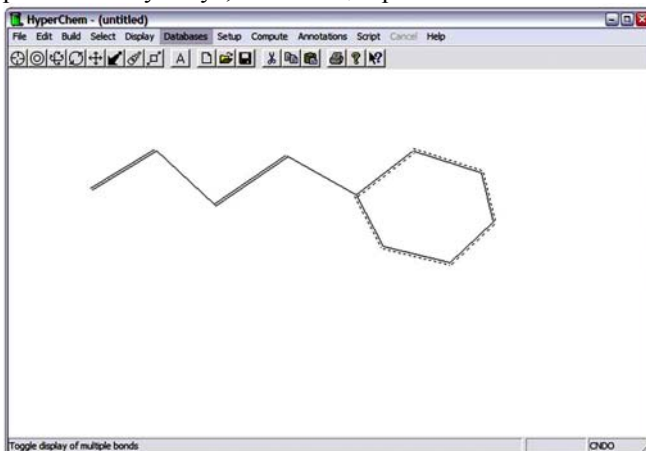 HyperChem - (untitled)
File Edit Build Select Display Databases Setup Compute Annotations Script Cancel Help
A
Toggle display of multiple bonds
CNDO